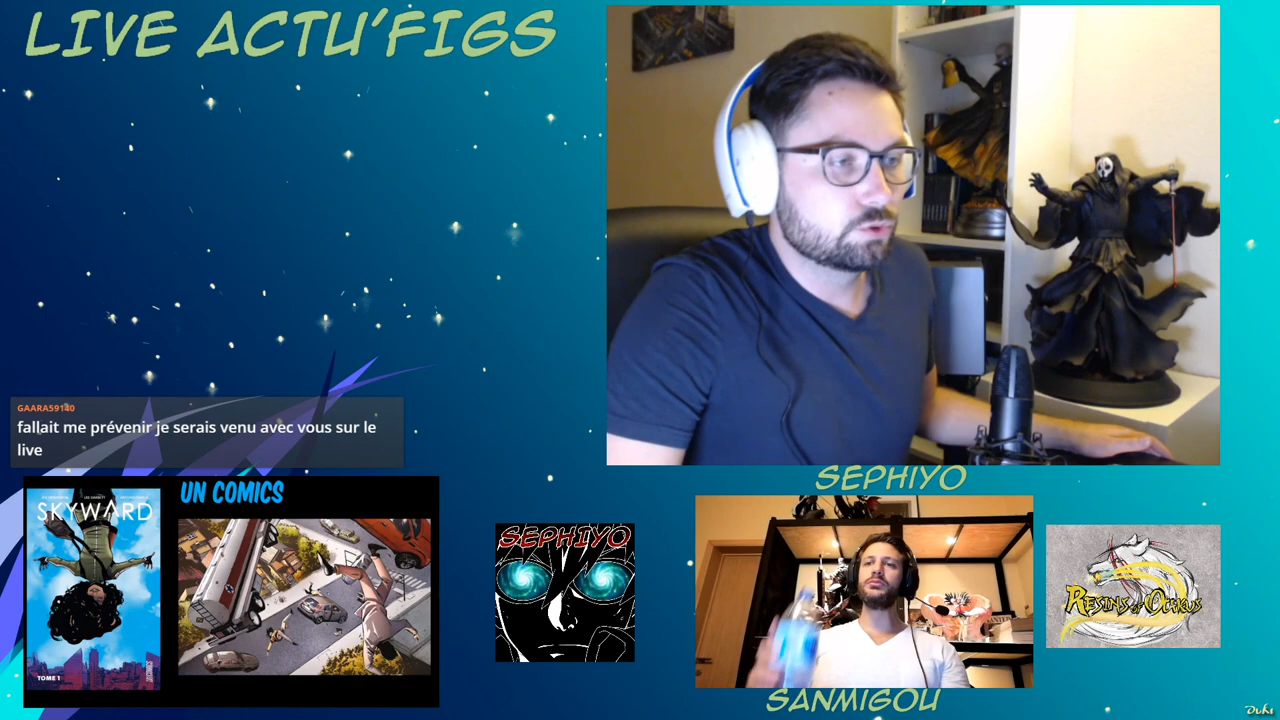 LIVE ACTU'FIGS
GAARA59140
fallait me prévenir je serais venu avec vous sur le
live
UN COMICS
SKYWARD
TOME 1
SEPHIYO
SEPHIYO
RESINS OF OCTICUS
SANMIGOU